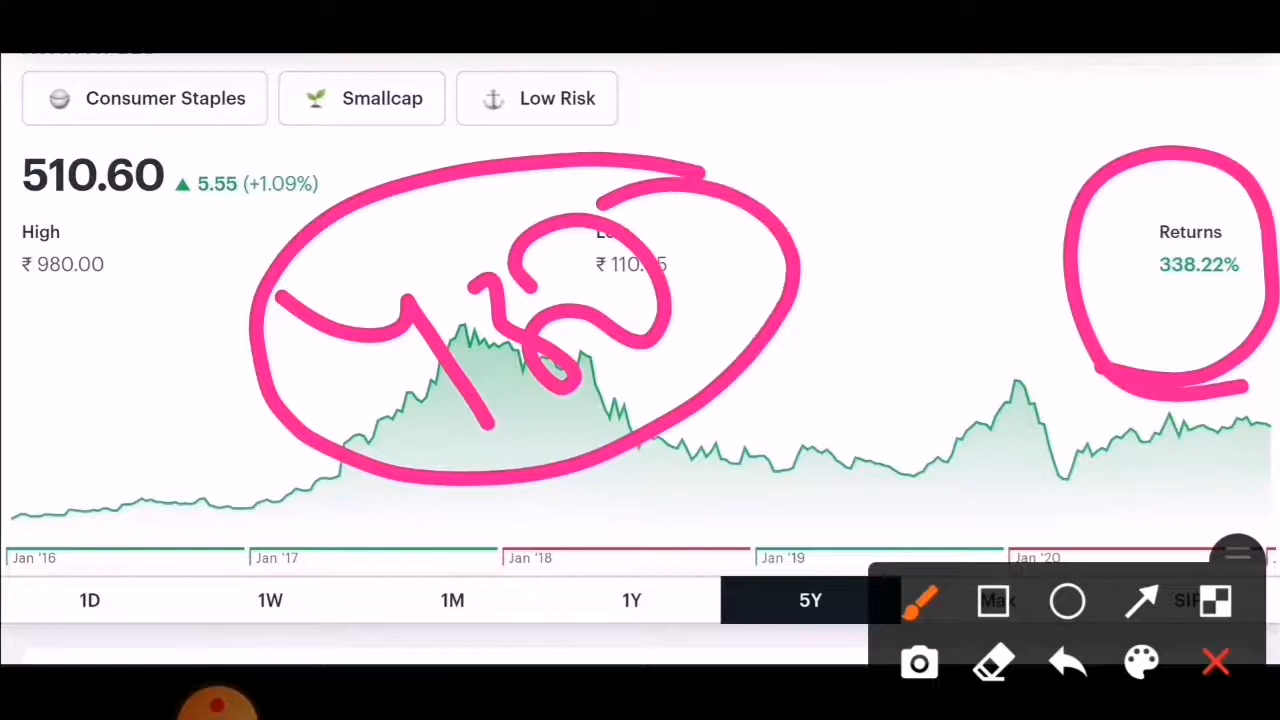 Consumer Staples Smallcap Low Risk
510.60 5.55 (+1.09%)
High Returns
₹ 980.00 338.22%
Jan '16 Jan '17 Jan '18 Jan '19 Jan '20
1D 1W 1M 1Y 5Y Max